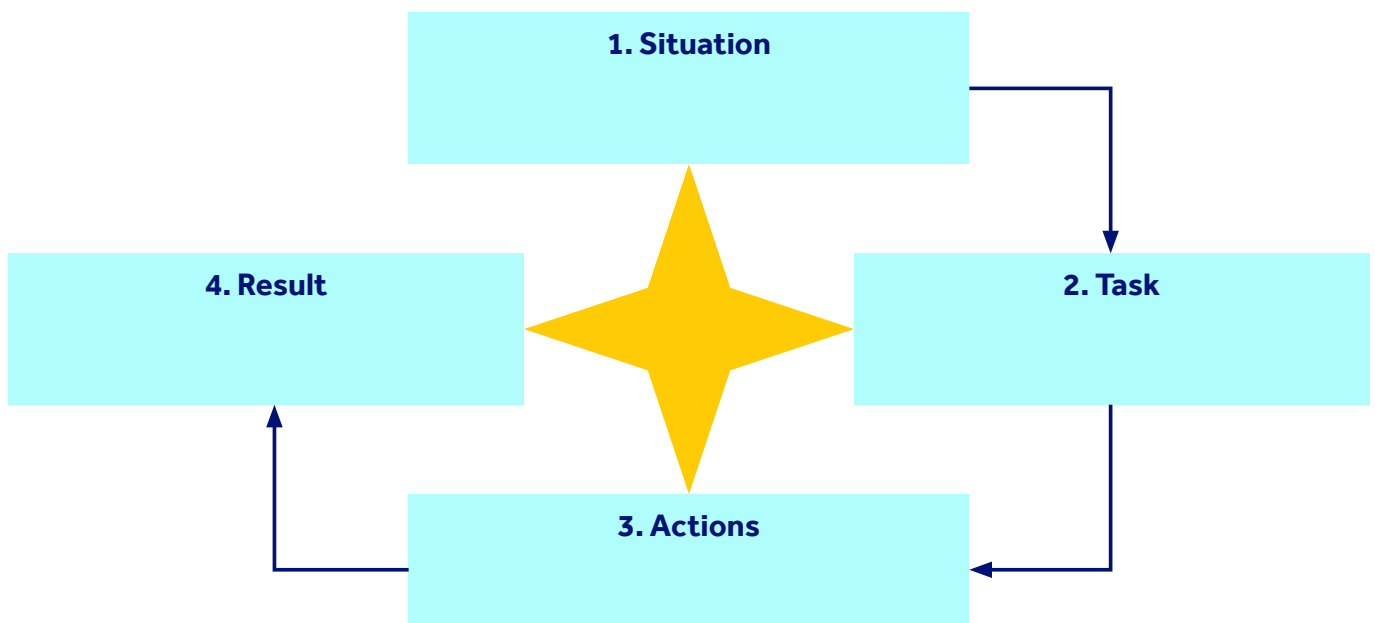 1. Situation
2. Task
3. Actions
4. Result